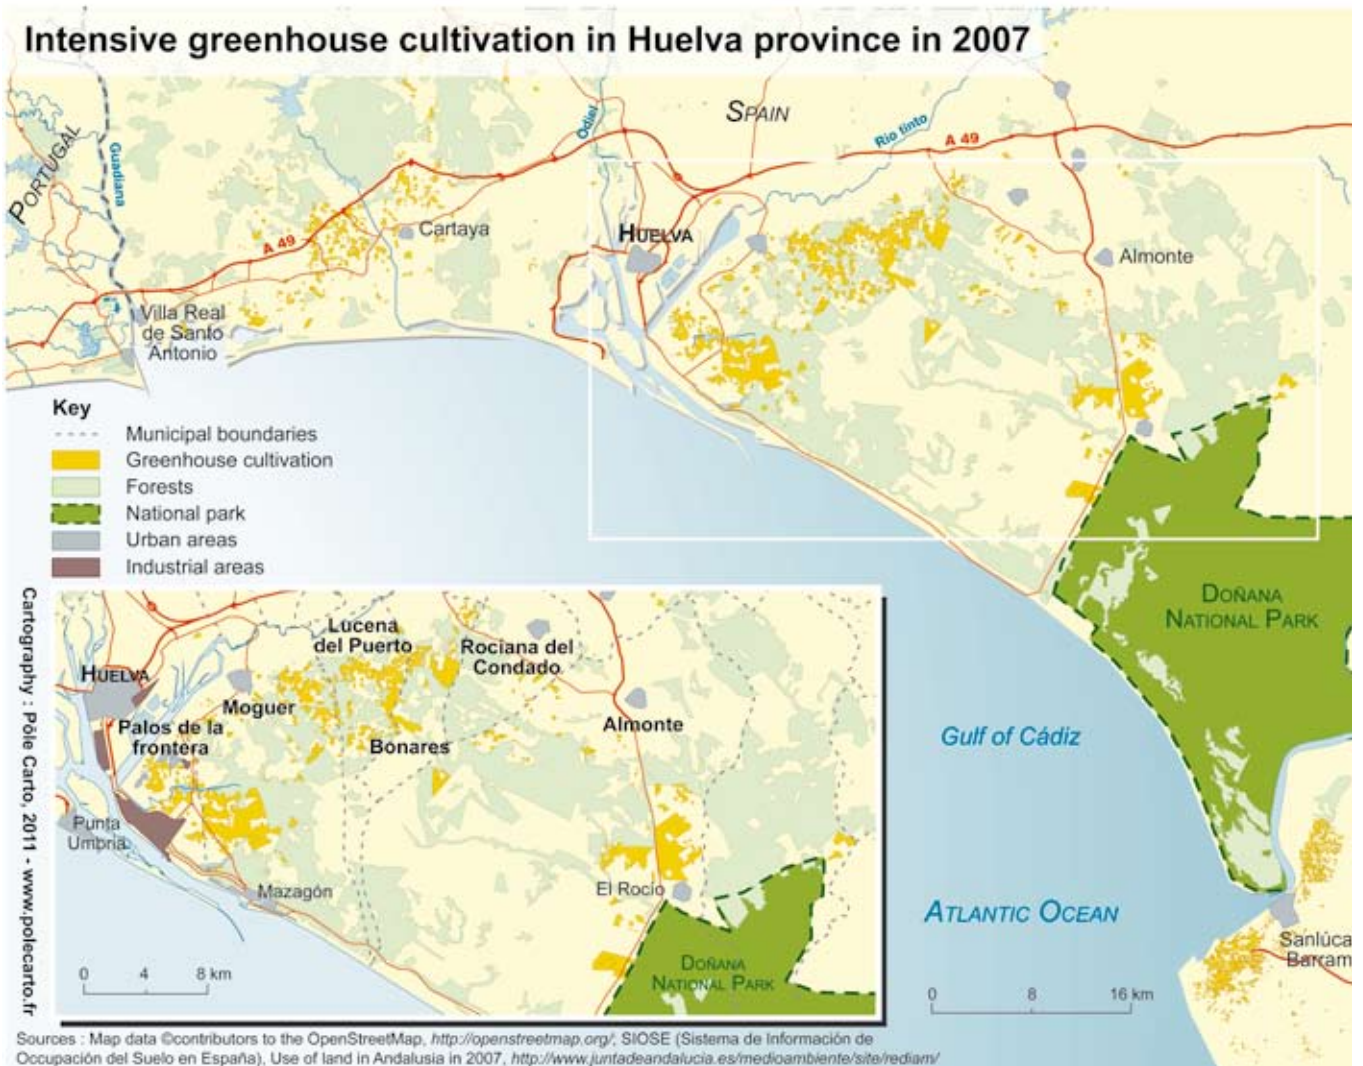 Intensive greenhouse cultivation in Huelva province in 2007
SPAIN
PORTUGAL
Guadiana
Odiel
Rio tinto
A 49
A 49
Cartaya
HUELVA
Almonte
Villa Real
de Santo
Antonio
Key
Municipal boundaries
Greenhouse cultivation
Forests
National park
Urban areas
Industrial areas
DOÑANA
NATIONAL PARK
Gulf of Cádiz
ATLANTIC OCEAN
Sanlúca
Barram
0 8 16 km
HUELVA
Lucena
del Puerto
Rociana del
Condado
Moguer
Palos de la
frontera
Bonares
Almonte
Punta
Umbria
Mazagón
El Rocio
DOÑANA
NATIONAL PARK
0 4 8 km
Cartography : Pôle Carto, 2011 - www.polecarto.fr
Sources : Map data ©contributors to the OpenStreetMap, http://openstreetmap.org/; SIOSE (Sistema de Información de
Occupación del Suelo en España), Use of land in Andalusia in 2007, http://www.juntadeandalucia.es/medioambiente/site/rediam/